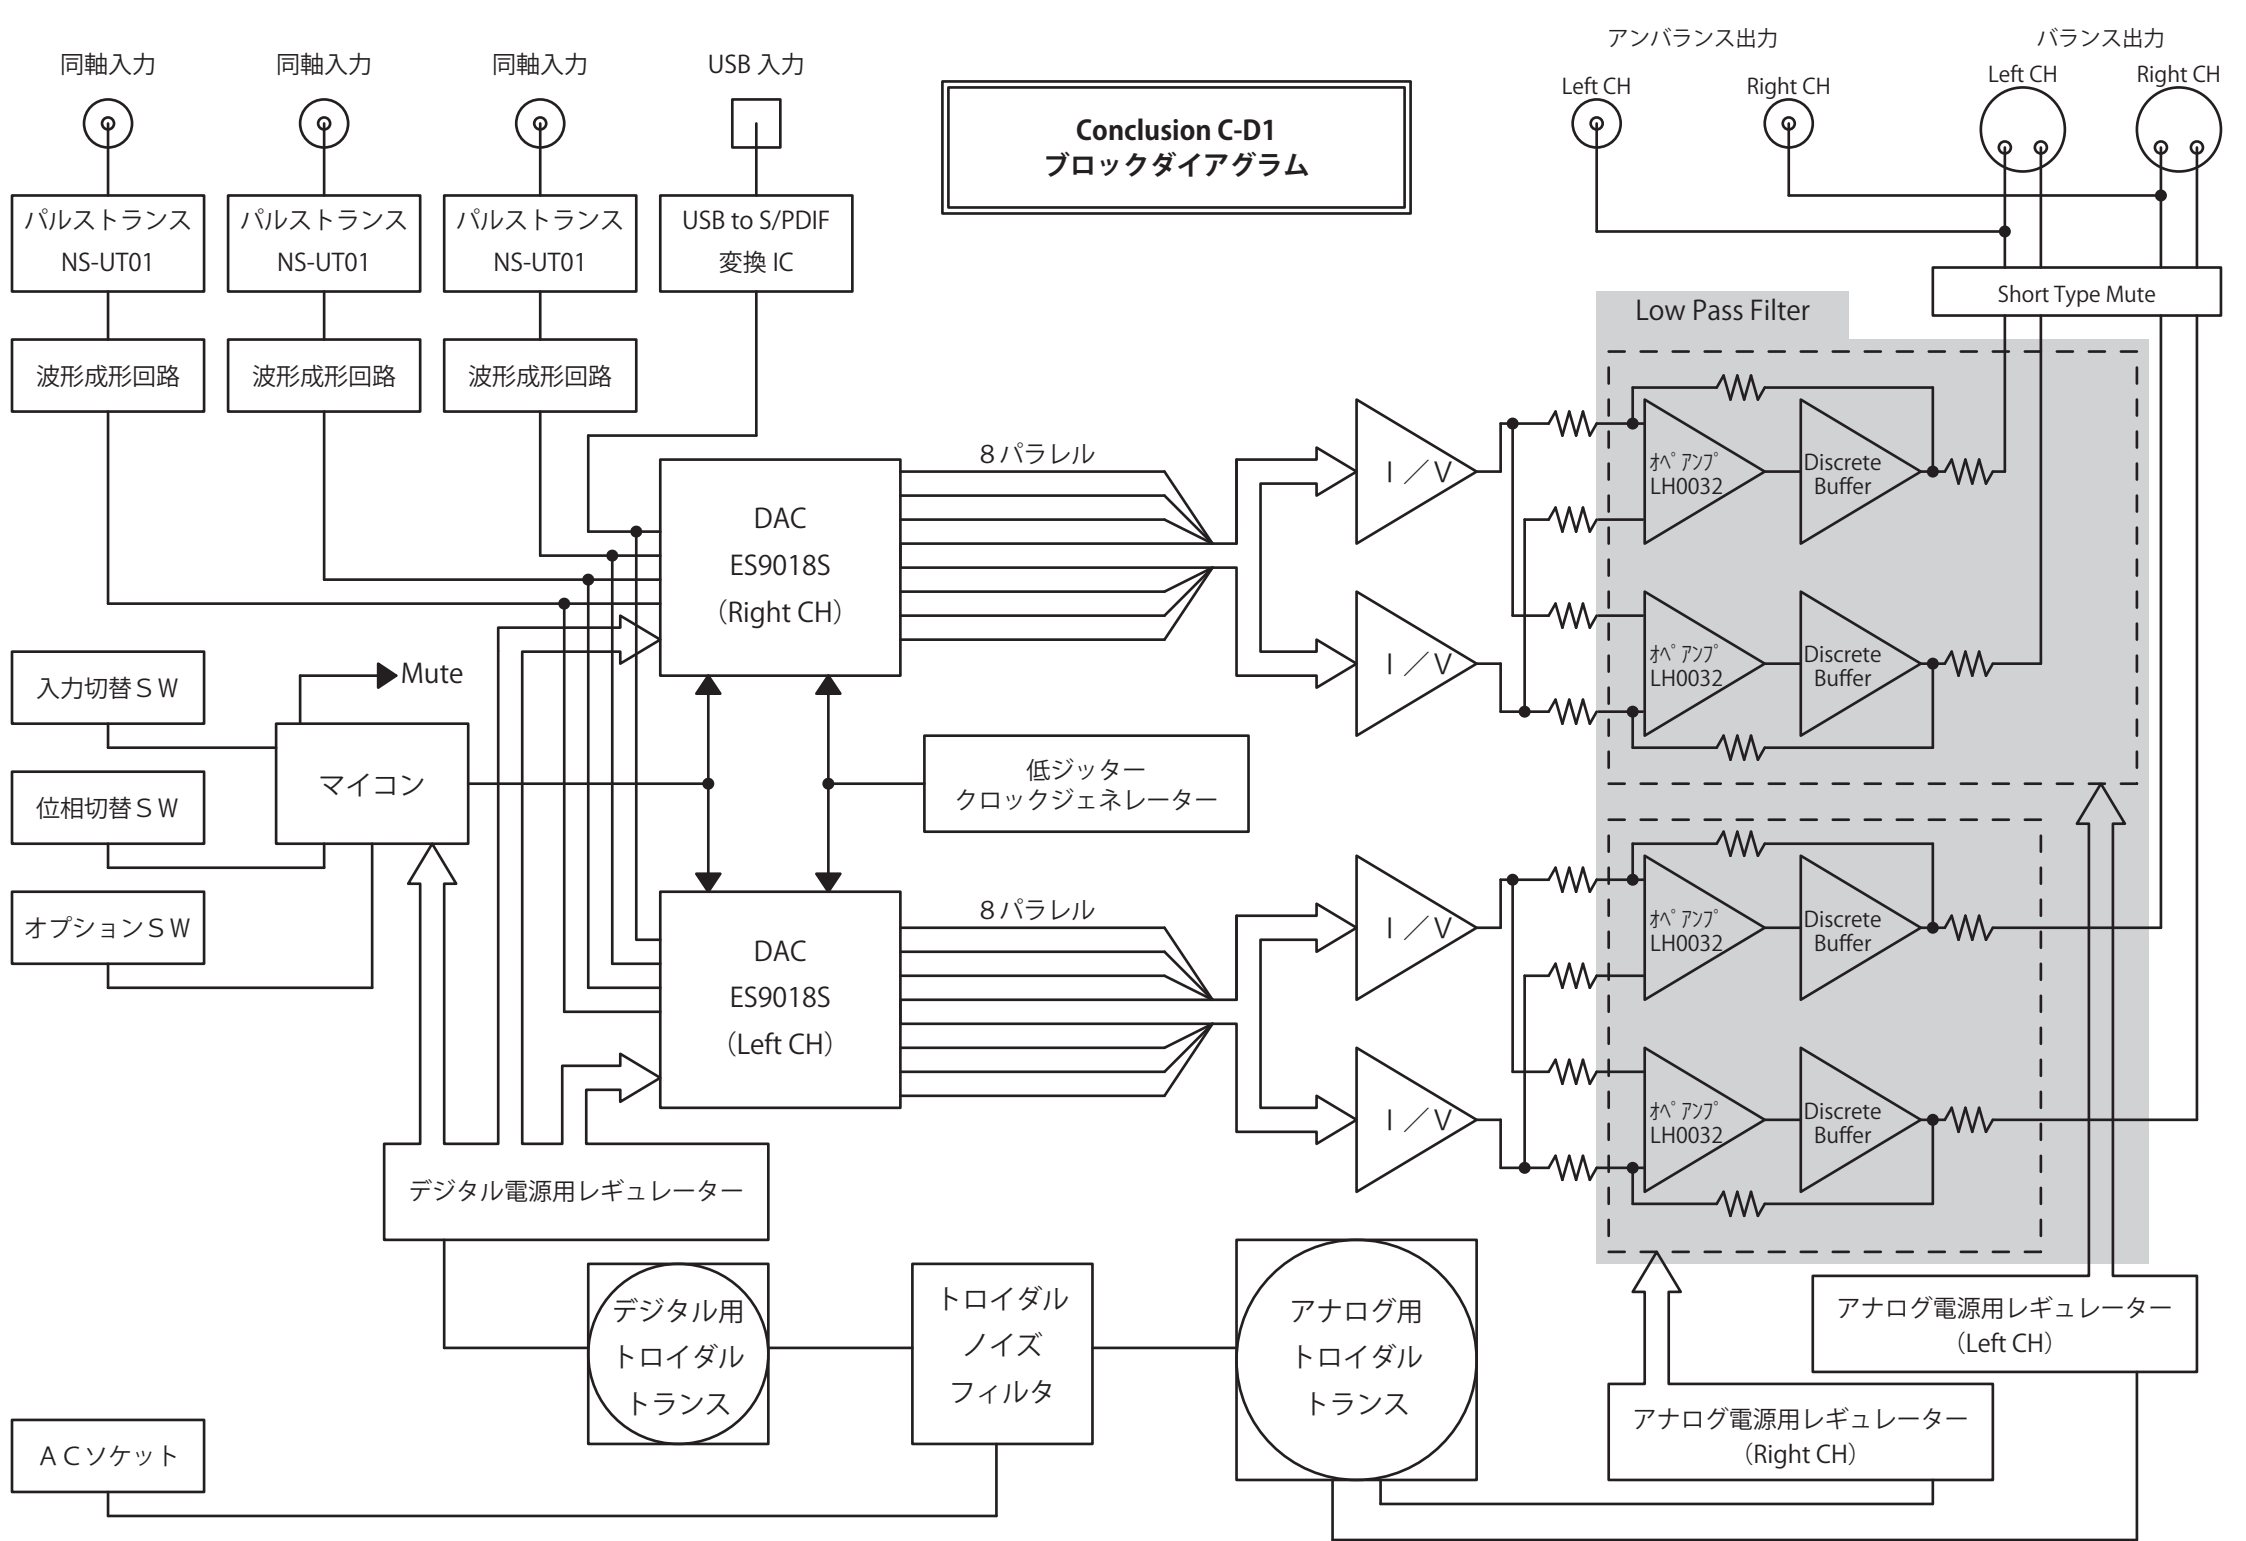 同軸入力
同軸入力
同軸入力
USB 入力
Conclusion C-D1
ブロックダイアグラム
アンバランス出力
バランス出力
Left CH
Right CH
Left CH
Right CH
パルストランス
NS-UT01
パルストランス
NS-UT01
パルストランス
NS-UT01
USB to S/PDIF
変換 IC
波形成形回路
波形成形回路
波形成形回路
Short Type Mute
Low Pass Filter
8パラレル
DAC
ES9018S
（Right CH）
I／V
I／V
ｵﾍﾟｱﾝﾌﾟ
LH0032
Discrete
Buffer
ｵﾍﾟｱﾝﾌﾟ
LH0032
Discrete
Buffer
入力切替ＳＷ
Mute
位相切替ＳＷ
マイコン
オプションＳＷ
低ジッター
クロックジェネレーター
8パラレル
DAC
ES9018S
（Left CH）
I／V
I／V
ｵﾍﾟｱﾝﾌﾟ
LH0032
Discrete
Buffer
ｵﾍﾟｱﾝﾌﾟ
LH0032
Discrete
Buffer
デジタル電源用レギュレーター
デジタル用
トロイダル
トランス
トロイダル
ノイズ
フィルタ
アナログ用
トロイダル
トランス
アナログ電源用レギュレーター
（Left CH）
アナログ電源用レギュレーター
（Right CH）
ＡＣソケット